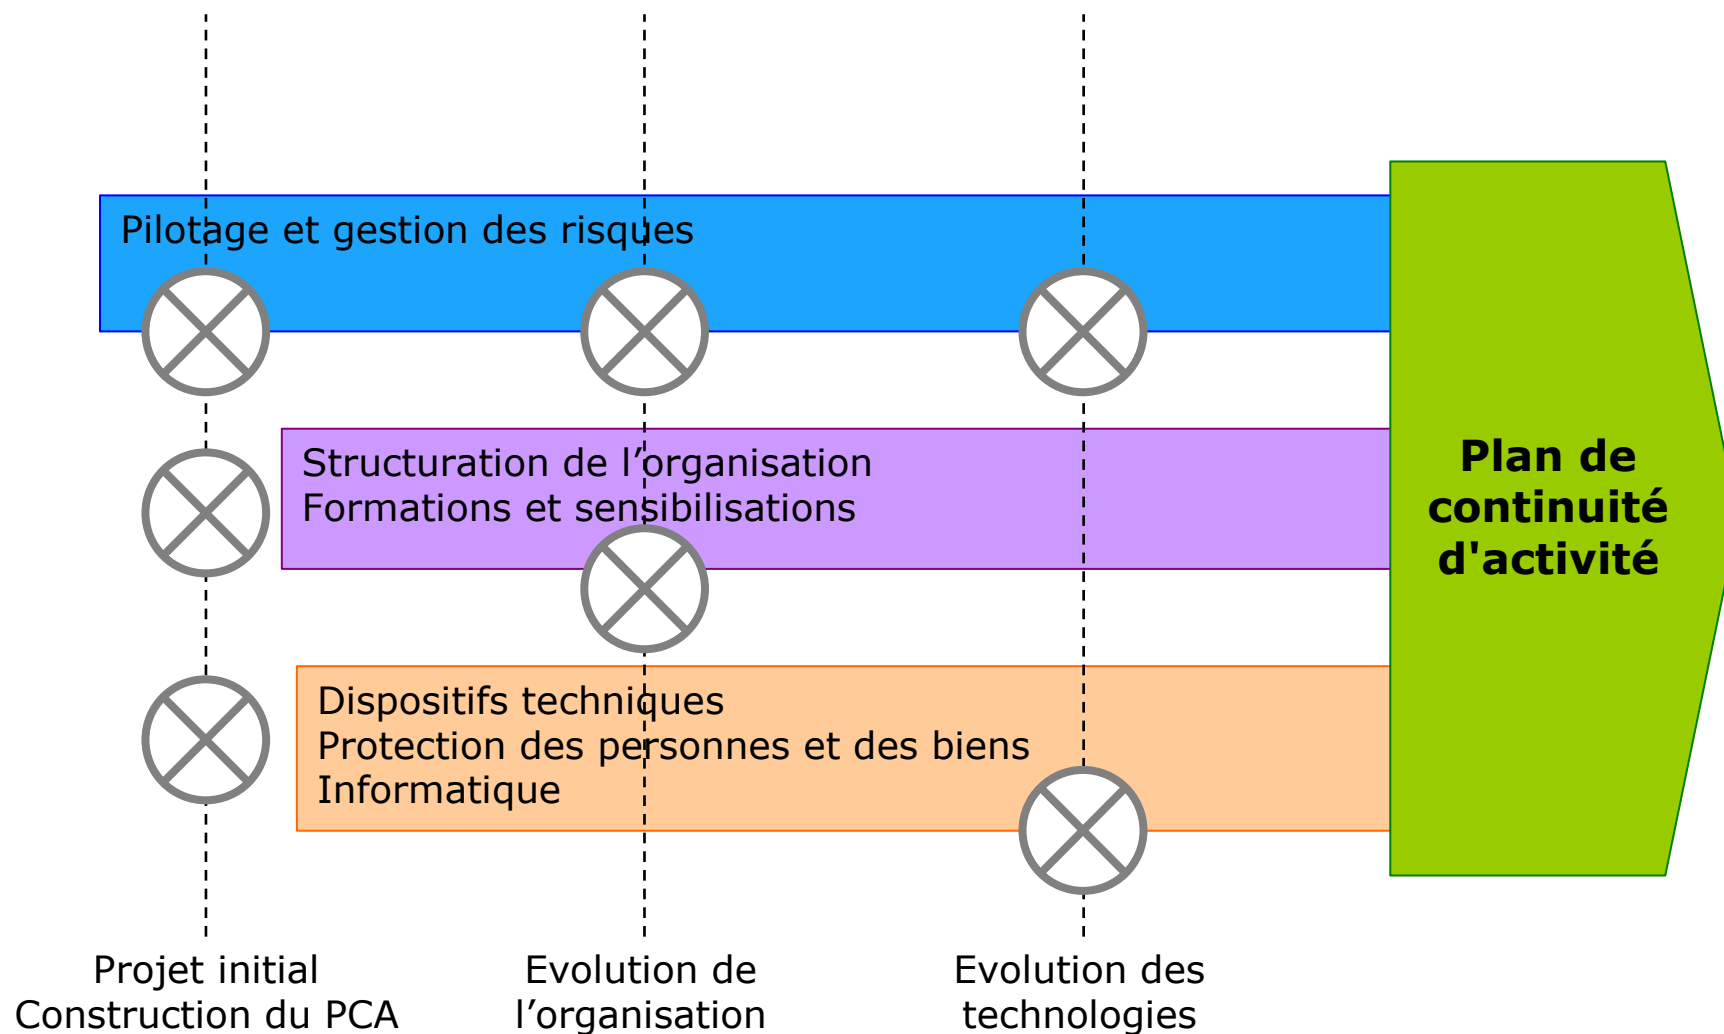 Pilotage et gestion des risques
Structuration de l’organisation
Formations et sensibilisations
Plan de
continuité
d'activité
Dispositifs techniques
Protection des personnes et des biens
Informatique
Projet initial
Construction du PCA
Evolution de
l’organisation
Evolution des
technologies